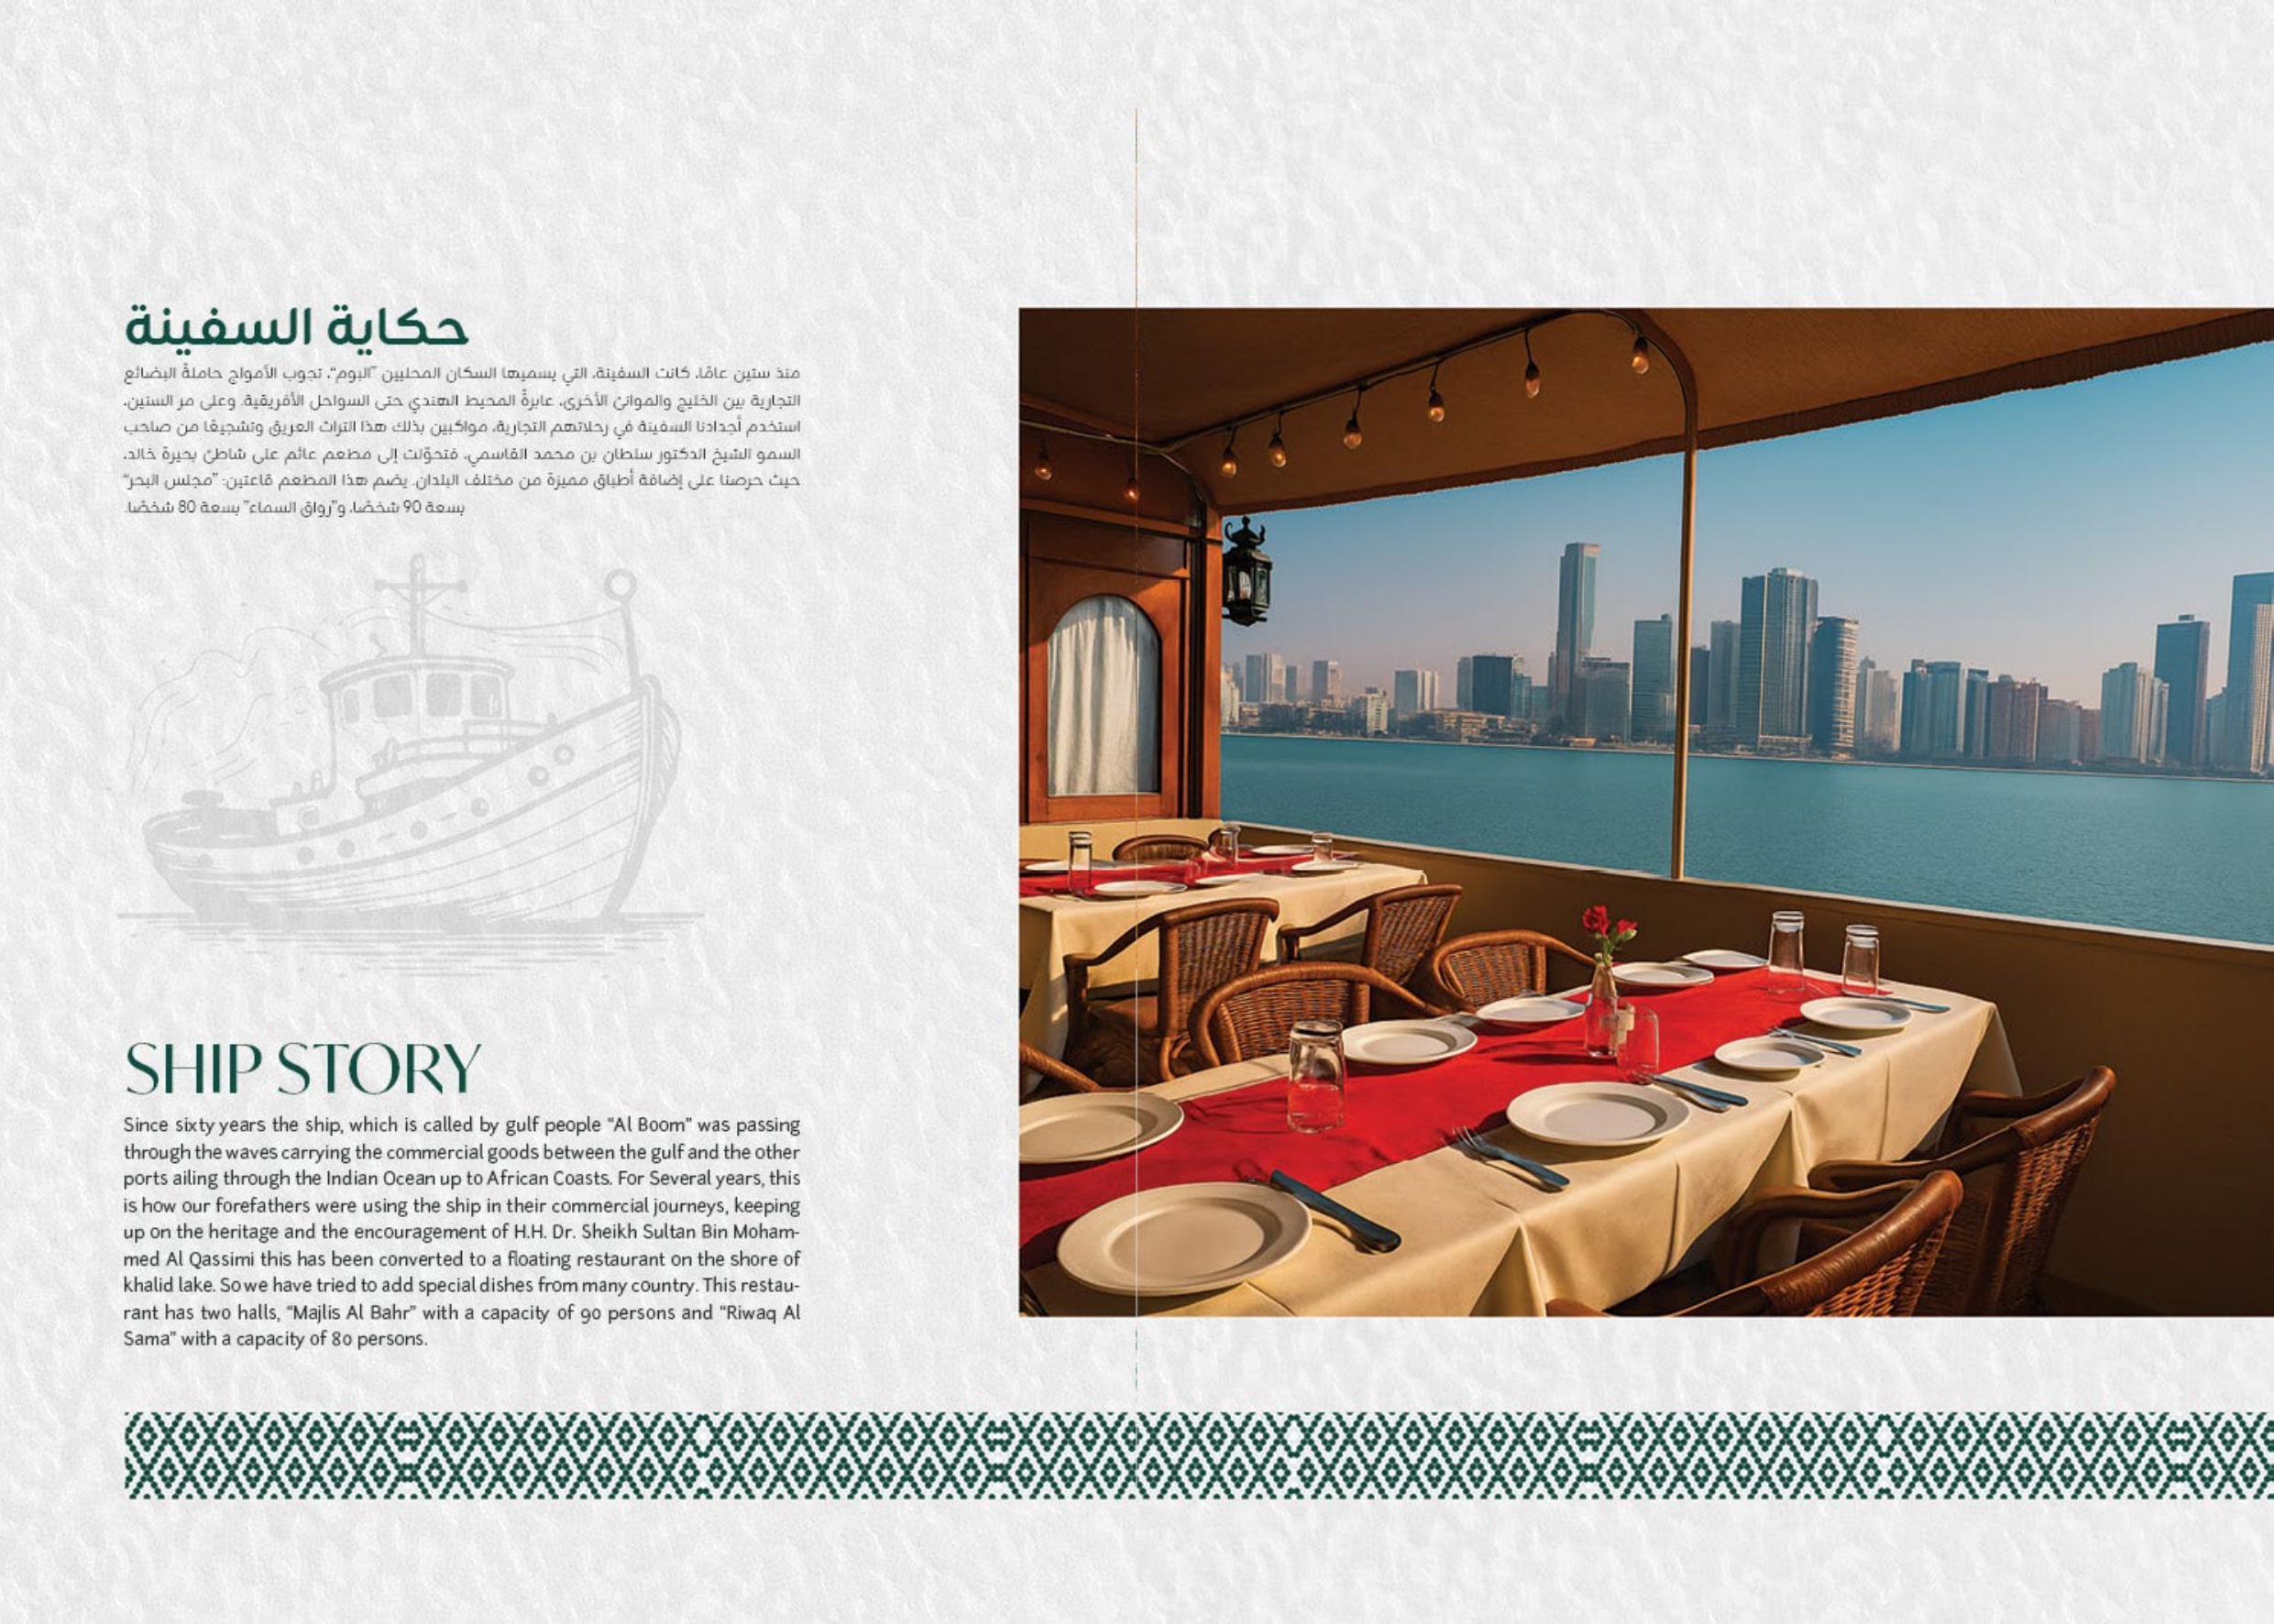 حكاية السفينة
منذ ستين عامًا، كانت السفينة، التي يسميها السكان المحليين "البوم"، تجوب الأمواج حاملةً البضائع
التجارية بين الخليج والموانئ الأخرى، عابرةً المحيط الهندي حتى السواحل الأفريقية. وعلى مر السنين،
استخدم أجدادنا السفينة في رحلاتهم التجارية، مواكبين بذلك هذا التراث العريق وتشجيعًا من صاحب
السمو الشيخ الدكتور سلطان بن محمد القاسمي، فتحوّلت إلى مطعم عائم على شاطئ بحيرة خالد،
حيث حرصنا على إضافة أطباق مميزة من مختلف البلدان. يضم هذا المطعم قاعتين: "مجلس البحر"
بسعة 90 شخصًا، و"رواق السماء" بسعة 80 شخصًا.
SHIP STORY
Since sixty years the ship, which is called by gulf people "Al Boom" was passing
through the waves carrying the commercial goods between the gulf and the other
ports ailing through the Indian Ocean up to African Coasts. For Several years, this
is how our forefathers were using the ship in their commercial journeys, keeping
up on the heritage and the encouragement of H.H. Dr. Sheikh Sultan Bin Moham-
med Al Qassimi this has been converted to a floating restaurant on the shore of
khalid lake. So we have tried to add special dishes from many country. This restau-
rant has two halls, "Majlis Al Bahr" with a capacity of 90 persons and "Riwaq Al
Sama" with a capacity of 80 persons.